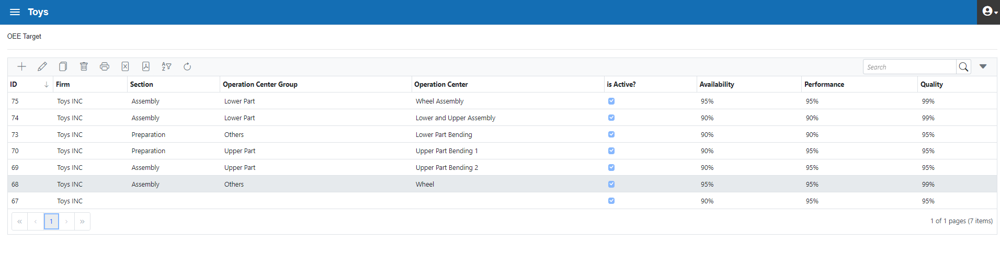 Toys
OEE Target
Search
ID Firm Section Operation Center Group Operation Center is Active? Availability Performance Quality
75 Toys INC Assembly Lower Part Wheel Assembly 95% 95% 99%
74 Toys INC Assembly Lower Part Lower and Upper Assembly 90% 90% 99%
73 Toys INC Preparation Others Lower Part Bending 90% 90% 95%
70 Toys INC Preparation Upper Part Upper Part Bending 1 90% 95% 95%
69 Toys INC Assembly Upper Part Upper Part Bending 2 90% 95% 95%
68 Toys INC Assembly Others Wheel 95% 95% 99%
67 Toys INC 90% 95% 95%
« ‹ 1 › » 1 of 1 pages (7 items)